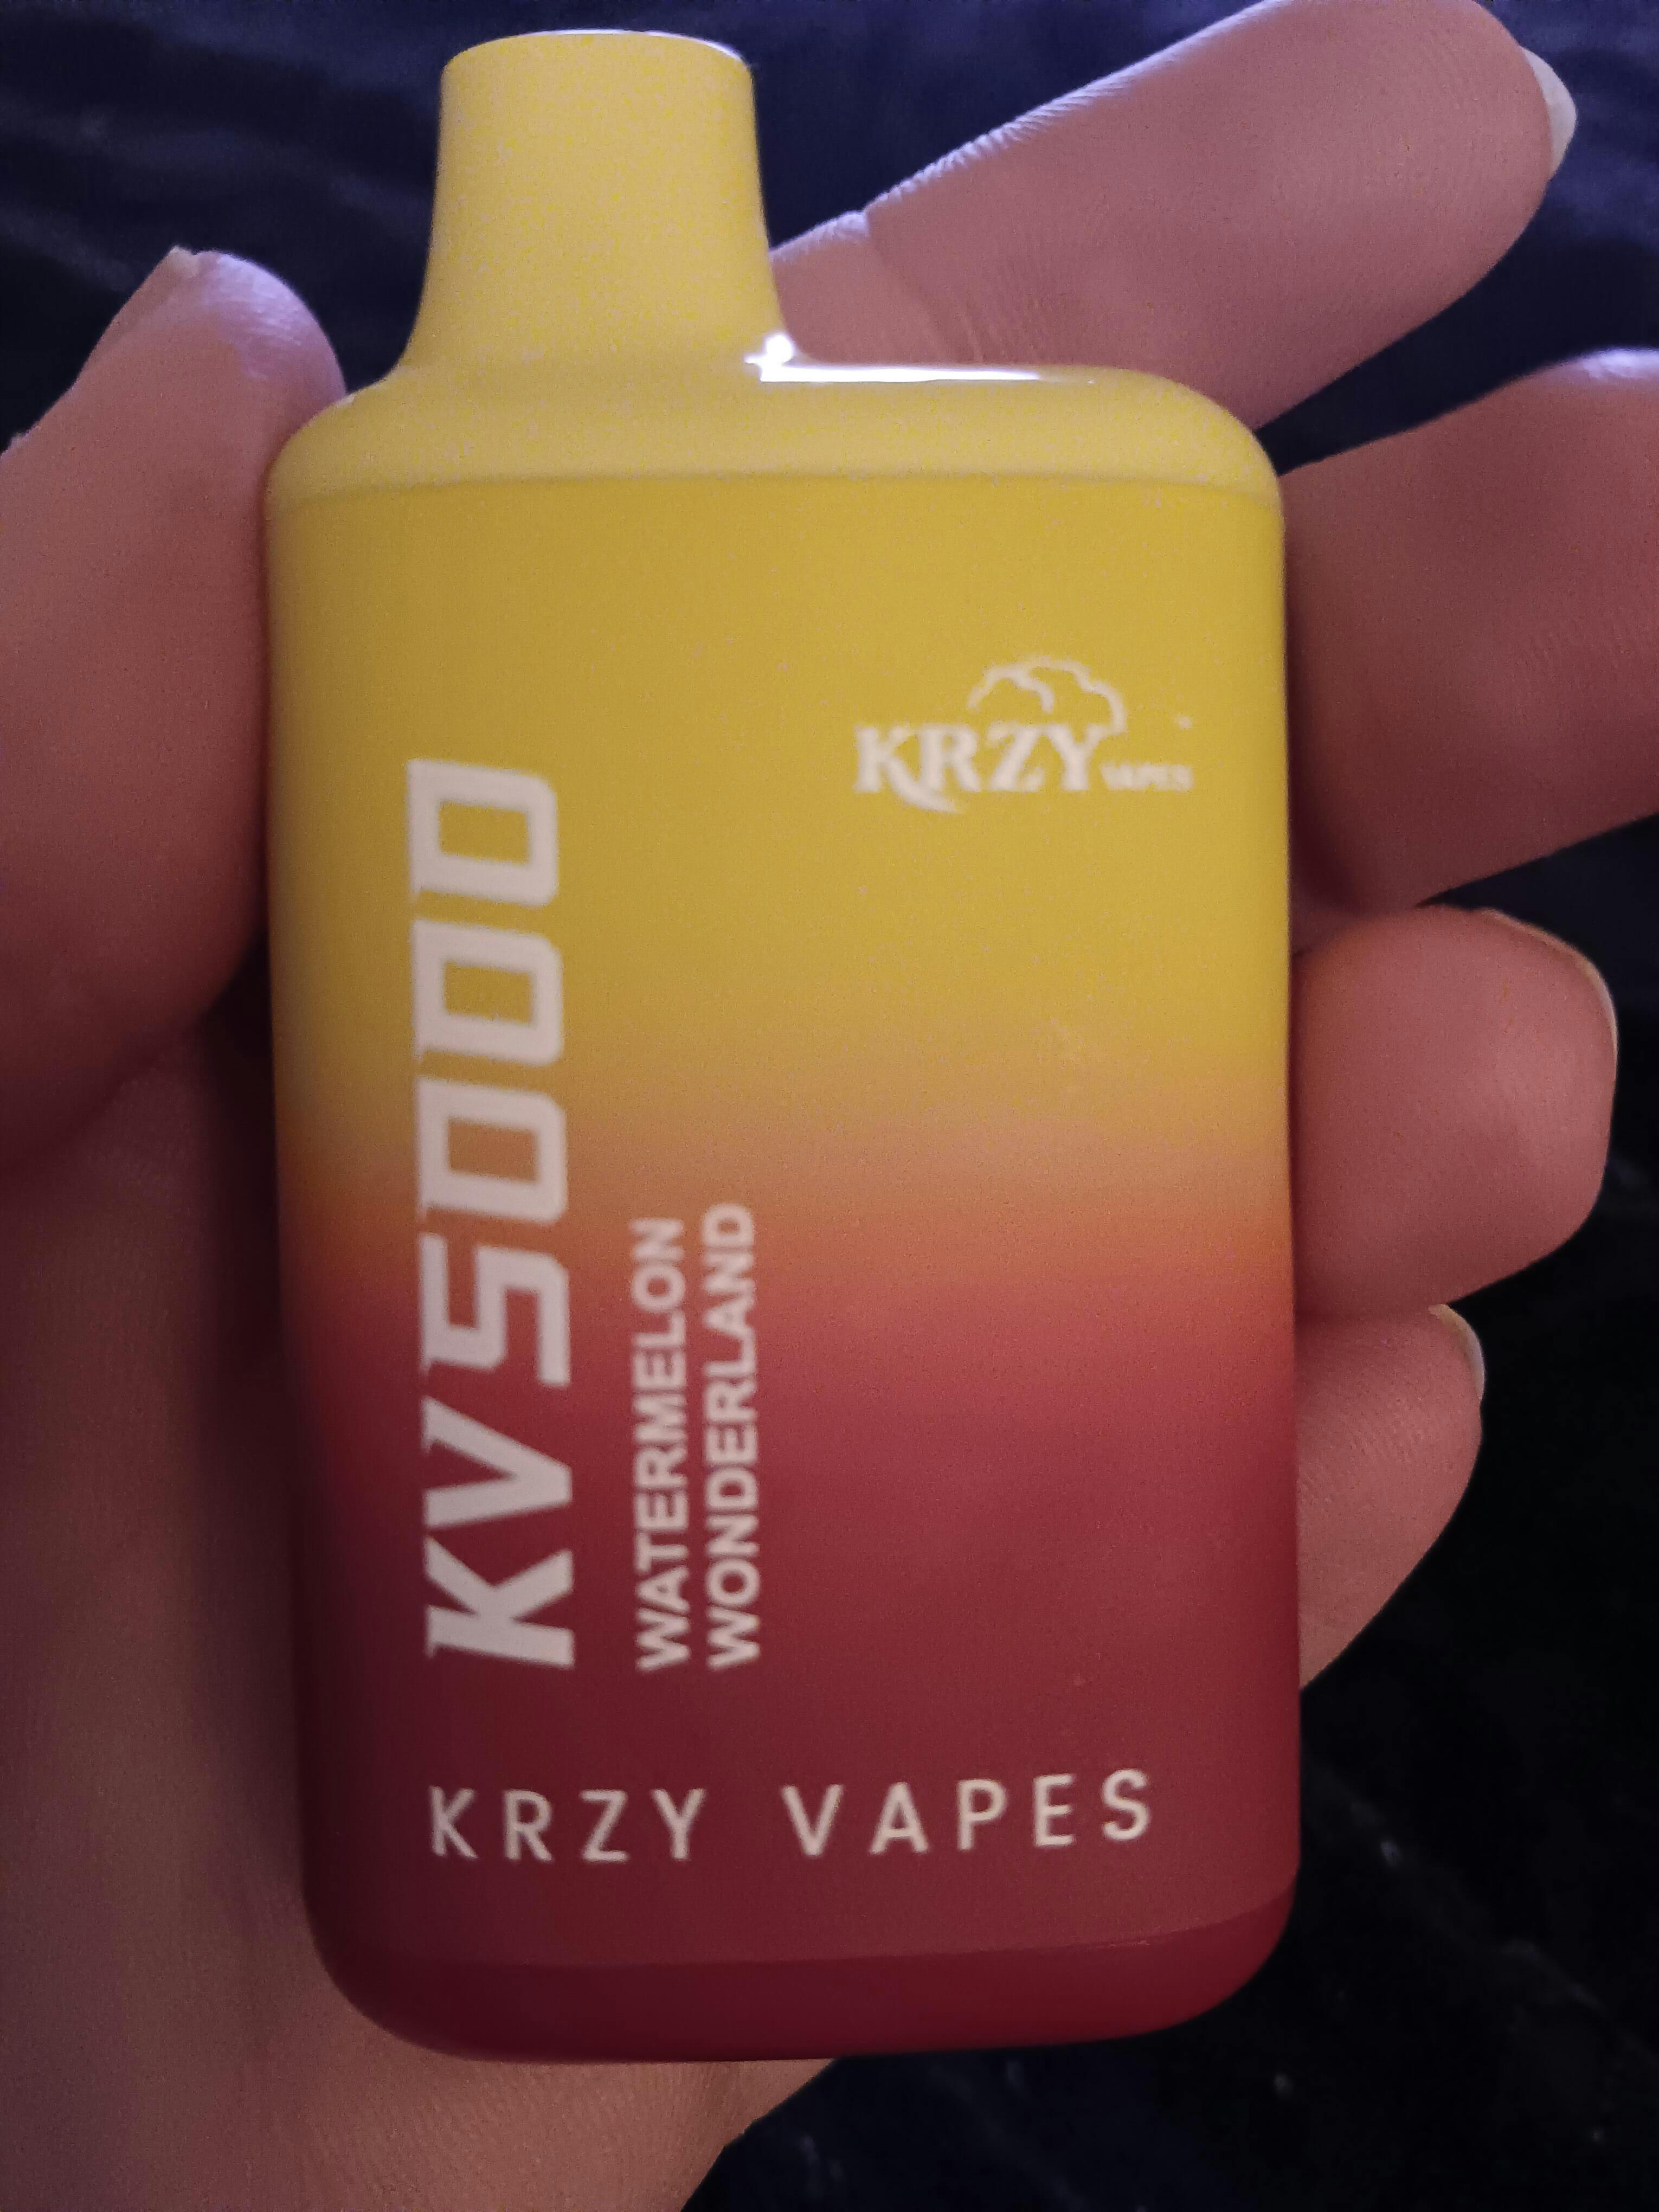 KRZY VAPES
KV5000
WATERMELON
WONDERLAND
KRZY VAPES